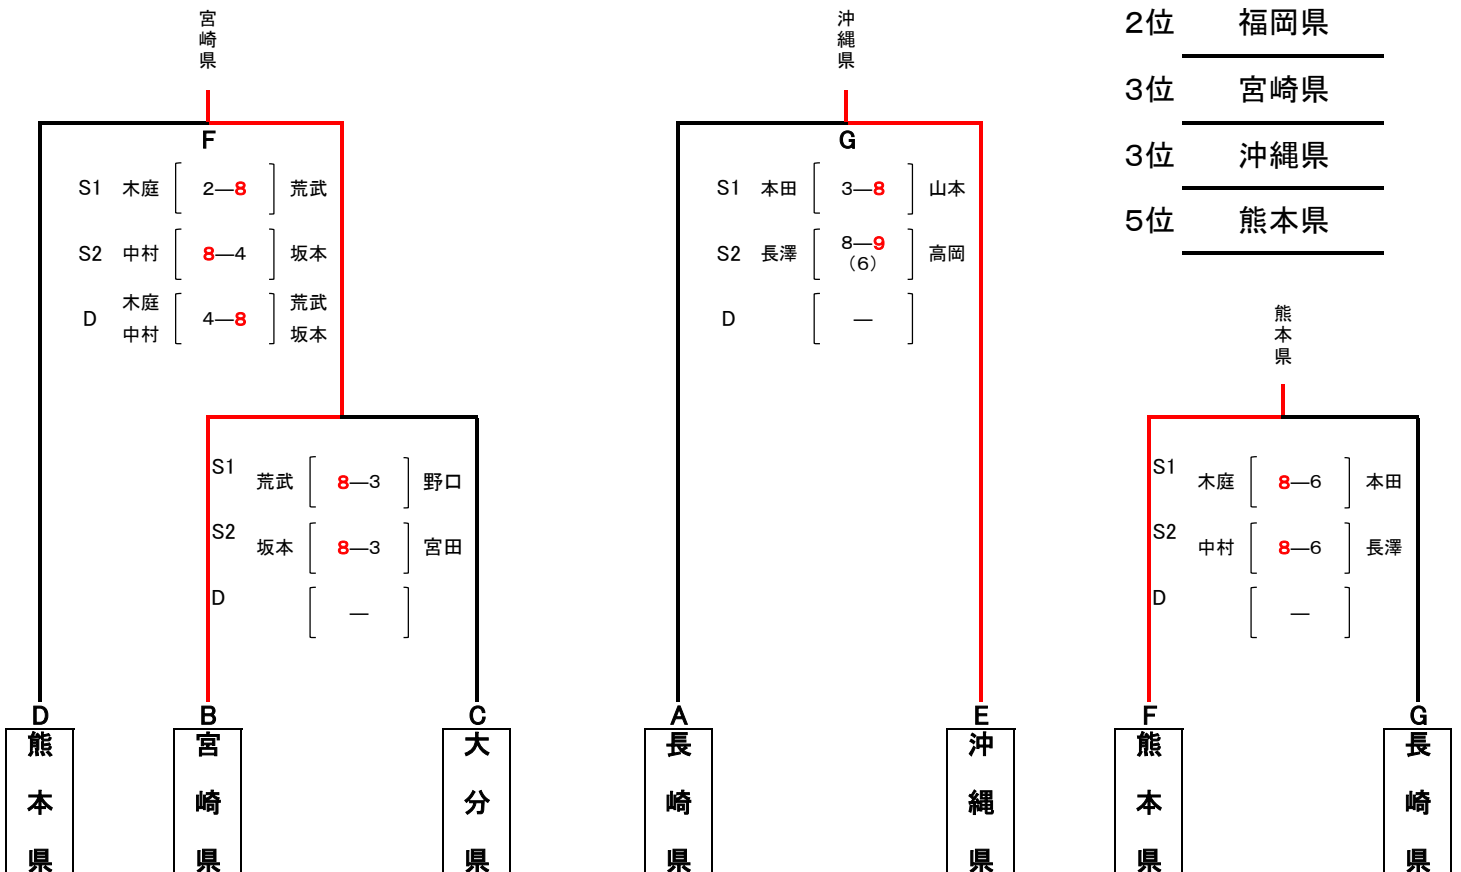 宮崎県
F
S1 木庭 2―8 荒武
S2 中村 8―4 坂本
D 木庭 中村 4―8 荒武 坂本
S1 荒武 8―3 野口
S2 坂本 8―3 宮田
D ―
D
熊本県
B
宮崎県
C
大分県
沖縄県
G
S1 本田 3―8 山本
S2 長澤 8―9 高岡
（6）
D ―
A
長崎県
E
沖縄県
2位 福岡県
3位 宮崎県
3位 沖縄県
5位 熊本県
熊本県
S1 木庭 8―6 本田
S2 中村 8―6 長澤
D ―
F
熊本県
G
長崎県